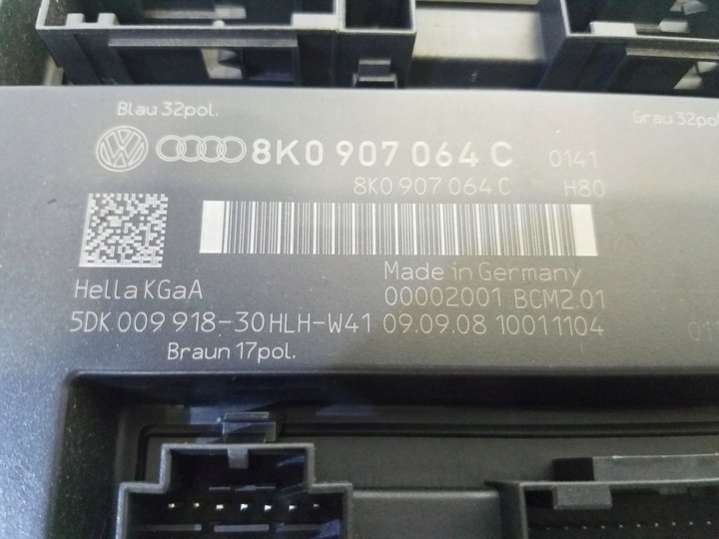 Blau 32pol.
Grau 32pol
8K0 907 064 C 0141
8K0 907 064 C H80
Made in Germany
Hella KGaA
00002001 BCM2.01
5DK 009 918-30 HLH-W41 09.09.08 10011104
Braun 17pol.